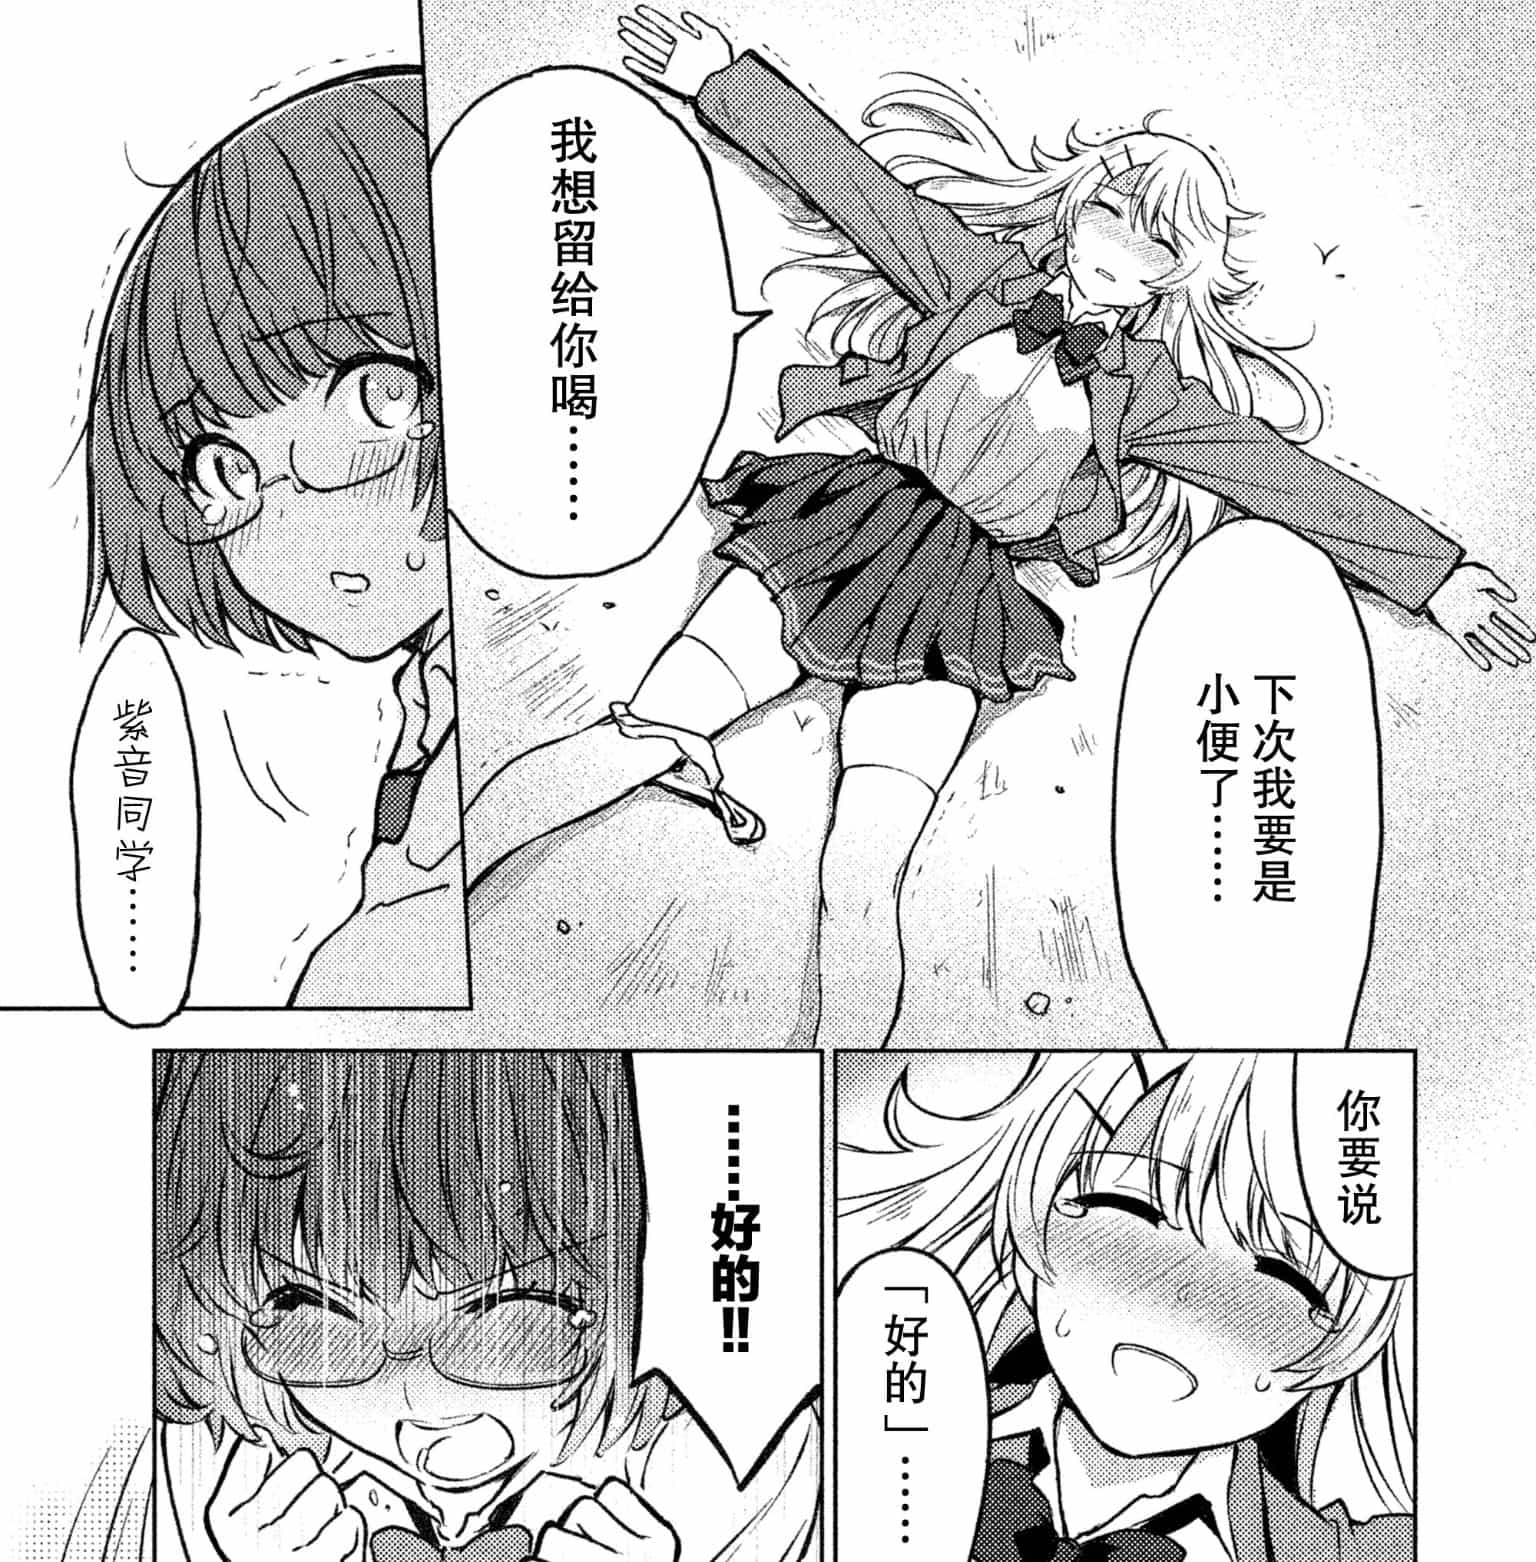 下次我要是
小便了……
我想留给你喝……
紫音同学……
你要说
「好的」……
……好的!!